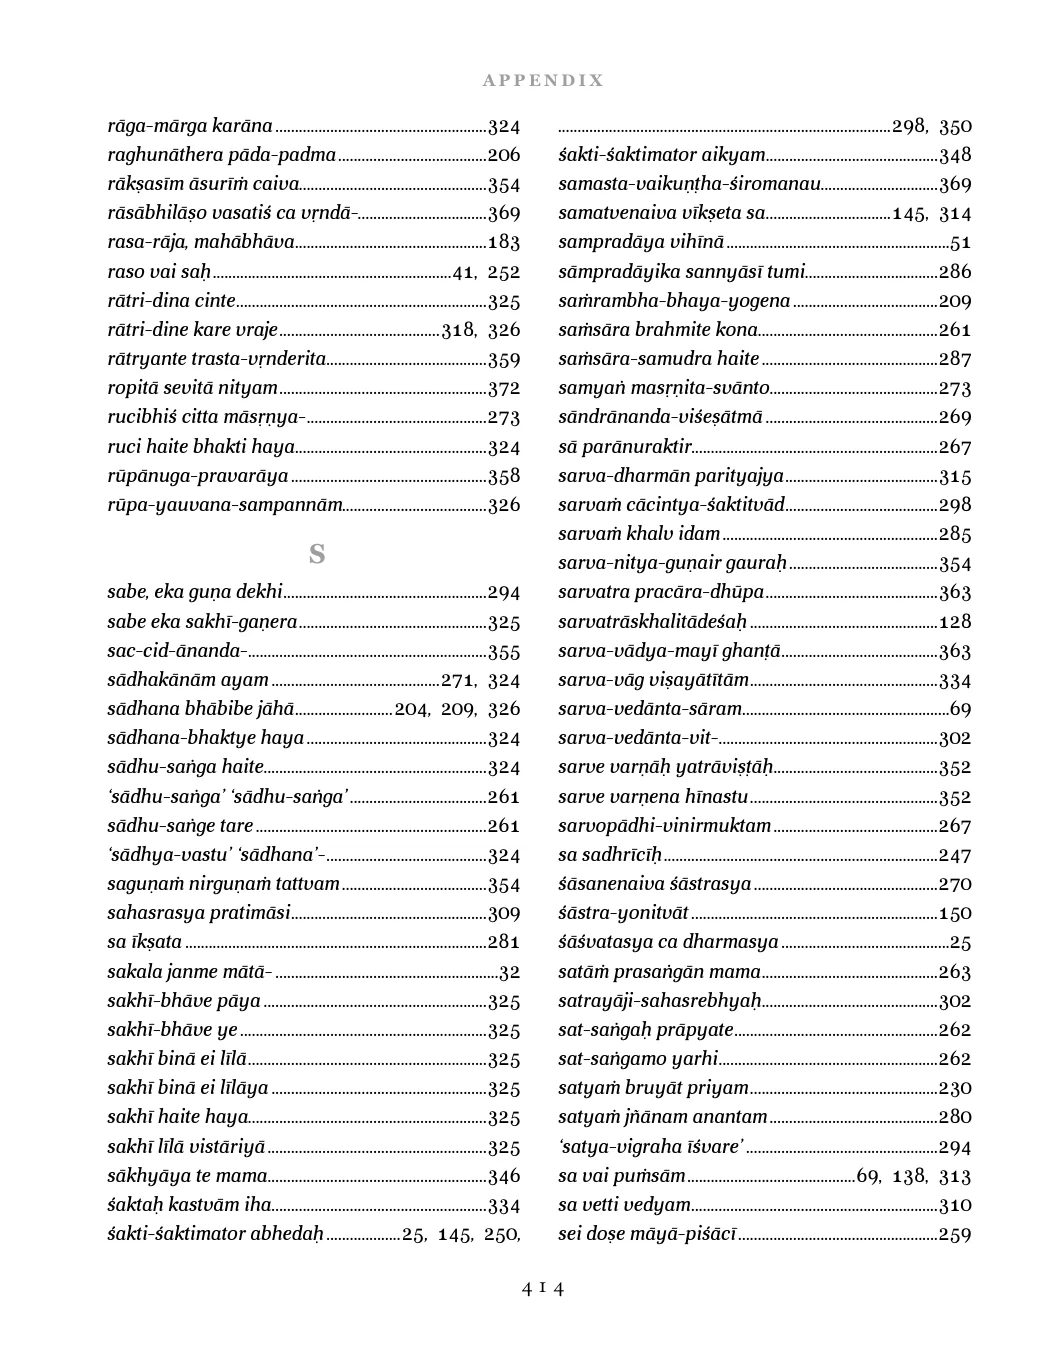 APPENDIX
rāga-mārga karāna......................................................324
raghunāthera pāda-padma......................................206
rākṣasīm āsurīṁ caiva................................................354
rāsābhilāṣo vasatiś ca vṛndā-.................................369
rasa-rāja, mahābhāva.................................................183
raso vai saḥ.............................................................41, 252
rātri-dina cinte................................................................325
rātri-dine kare vraje.........................................318, 326
rātryante trasta-vṛnderita.........................................359
ropitā sevitā nityam.....................................................372
rucibhiś citta māsṛṇya-..............................................273
ruci haite bhakti haya.................................................324
rūpānuga-pravarāya..................................................358
rūpa-yauvana-sampannām.....................................326
S
sabe, eka guṇa dekhi....................................................294
sabe eka sakhī-gaṇera................................................325
sac-cid-ānanda-.............................................................355
sādhakānām ayam...........................................271, 324
sādhana bhābibe jāhā.........................204, 209, 326
sādhana-bhaktye haya..............................................324
sādhu-saṅga haite.........................................................324
‘sādhu-saṅga’ ‘sādhu-saṅga’...................................261
sādhu-saṅge tare...........................................................261
‘sādhya-vastu’ ‘sādhana’-.........................................324
saguṇaṁ nirguṇaṁ tattvam.....................................354
sahasrasya pratimāsi..................................................309
sa īkṣata.............................................................................281
sakala janme mātā-.........................................................32
sakhī-bhāve pāya.........................................................325
sakhī-bhāve ye...............................................................325
sakhī binā ei līlā.............................................................325
sakhī binā ei līlāya.......................................................325
sakhī haite haya.............................................................325
sakhī līlā vistāriyā........................................................325
sākhyāya te mama........................................................346
śaktaḥ kastvām iha.......................................................334
śakti-śaktimator abhedaḥ...................25, 145, 250,
.....................................................................................298, 350
śakti-śaktimator aikyam............................................348
samasta-vaikuṇṭha-śiromanau..............................369
samatvenaiva vīkṣeta sa................................145, 314
sampradāya vihīnā.........................................................51
sāmpradāyika sannyāsī tumi..................................286
saṁrambha-bhaya-yogena.....................................209
saṁsāra brahmite kona..............................................261
saṁsāra-samudra haite.............................................287
samyaṅ masṛṇita-svānto...........................................273
sāndrānanda-viśeṣātmā............................................269
sā parānuraktir...............................................................267
sarva-dharmān parityajya.......................................315
sarvaṁ cācintya-śaktitvād.......................................298
sarvaṁ khalv idam.......................................................285
sarva-nitya-guṇair gauraḥ......................................354
sarvatra pracāra-dhūpa............................................363
sarvatrāskhalitādeśaḥ................................................128
sarva-vādya-mayī ghanṭā........................................363
sarva-vāg viṣayātītām................................................334
sarva-vedānta-sāram....................................................69
sarva-vedānta-vit-........................................................302
sarve varṇāḥ yatrāviṣṭāḥ..........................................352
sarve varṇena hīnastu................................................352
sarvopādhi-vinirmuktam..........................................267
sa sadhrīcīḥ......................................................................247
śāsanenaiva śāstrasya...............................................270
śāstra-yonitvāt...............................................................150
śāśvatasya ca dharmasya...........................................25
satāṁ prasaṅgān mama.............................................263
satrayāji-sahasrebhyaḥ.............................................302
sat-saṅgaḥ prāpyate....................................................262
sat-saṅgamo yarhi........................................................262
satyaṁ bruyāt priyam................................................230
satyaṁ jñānam anantam...........................................280
‘satya-vigraha īśvare’.................................................294
sa vai puṁsām...........................................69, 138, 313
sa vetti vedyam...............................................................310
sei doṣe māyā-piśācī...................................................259
414